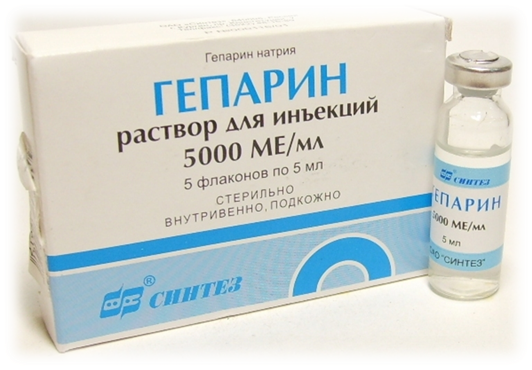 Гепарин натрия
ГЕПАРИН
раствор для инъекций
5000 МЕ/мл
5 флаконов по 5 мл
СТЕРИЛЬНО
ВНУТРИВЕННО, ПОДКОЖНО
® СИНТЕЗ
СИНТЕЗ
ГЕПАРИН
5000 МЕ/мл
5 мл
ОАО "СИНТЕЗ"